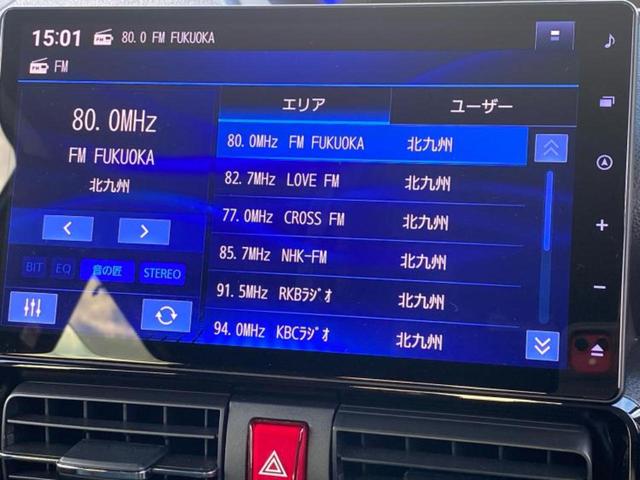 15:01 FM 80.0 FM FUKUOKA
FM FM
80.0MHz
FM FUKUOKA
北九州
BIT EQ 音の匠 STEREO
エリア ユーザー
80.0MHz FM FUKUOKA 北九州
82.7MHz LOVE FM 北九州
77.0MHz CROSS FM 北九州
85.7MHz NHK-FM 北九州
91.5MHz RKBﾗｼﾞｵ 北九州
94.0MHz KBCﾗｼﾞｵ 北九州